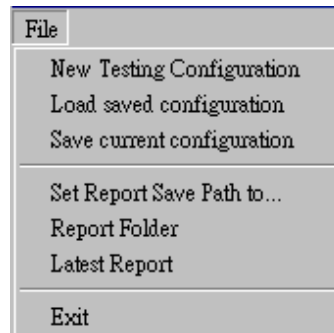 File
New Testing Configuration
Load saved configuration
Save current configuration
Set Report Save Path to...
Report Folder
Latest Report
Exit